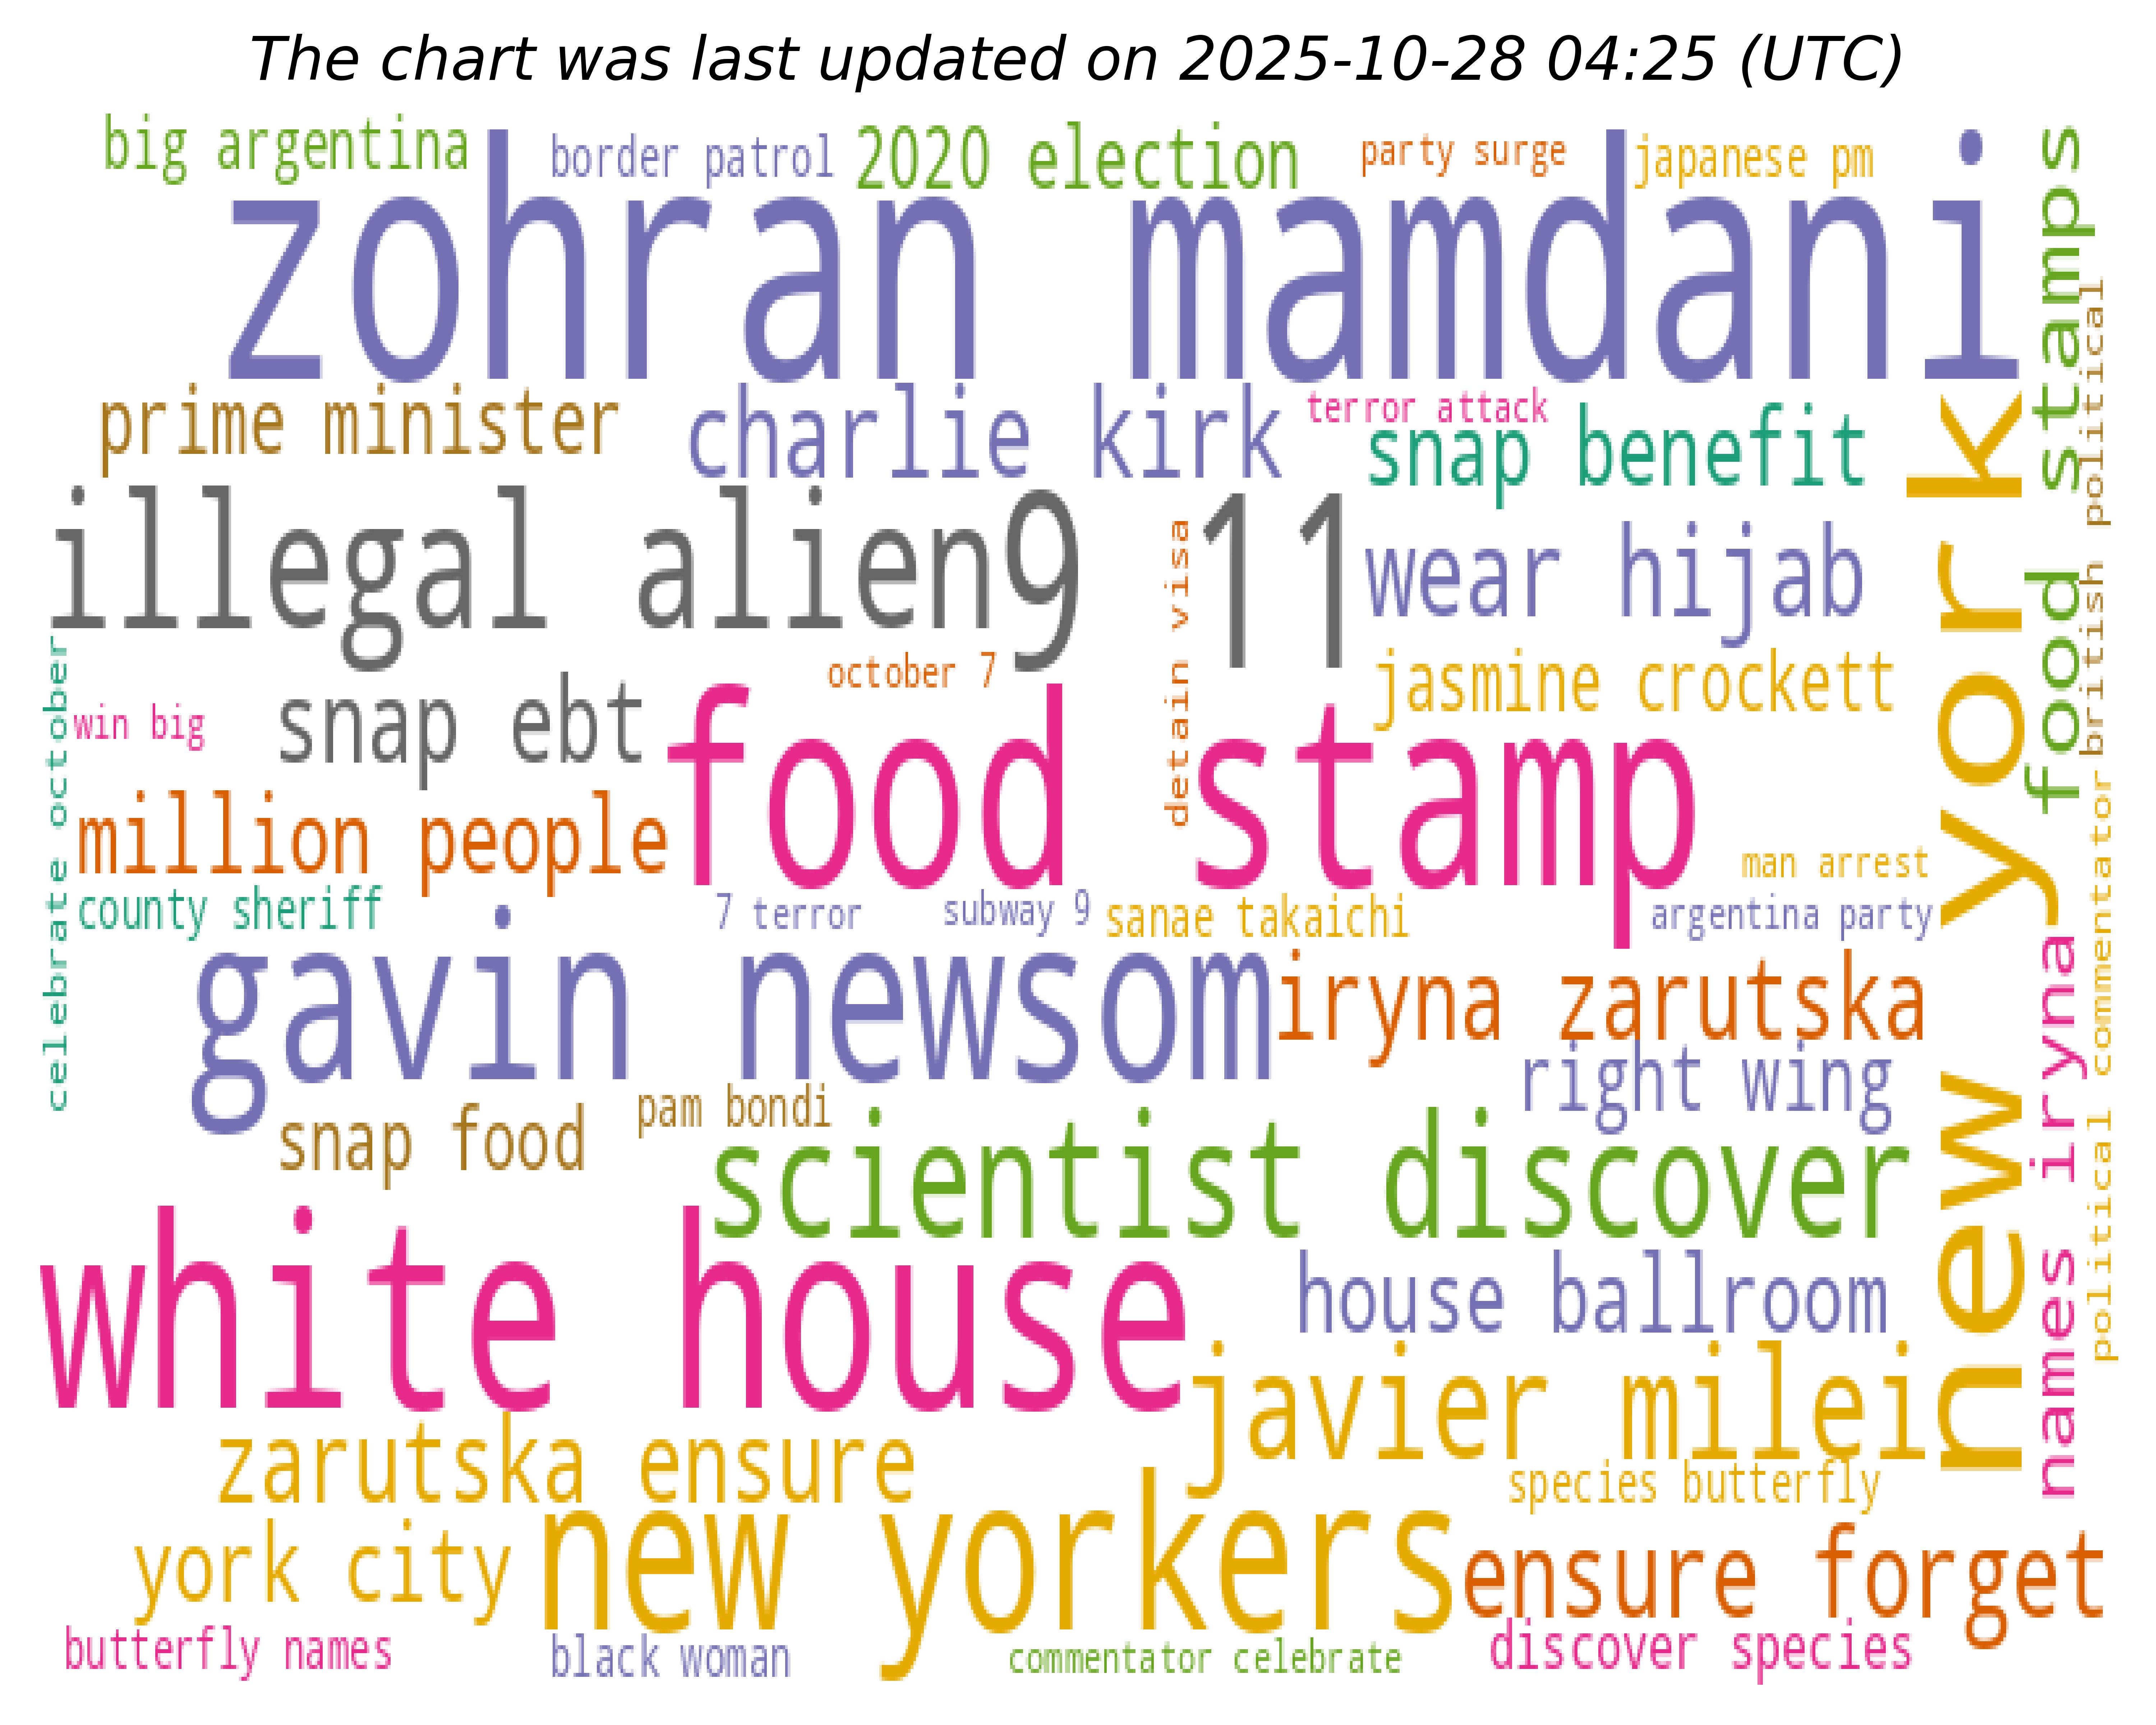 The chart was last updated on 2025-10-28 04:25 (UTC)
big argentina
border patrol
2020 election
party surge
japanese pm
zohran mamdani
food stamps
british political
prime minister
charlie kirk
terror attack
snap benefit
new york
illegal alien
9 11
detain visa
wear hijab
october 7
jasmine crockett
celebrate october
win big
snap ebt
food stamp
million people
man arrest
political commentator
county sheriff
7 terror
subway 9
sanae takaichi
argentina party
gavin newsom
iryna zarutska
names iryna
right wing
pam bondi
snap food
scientist discover
white house
house ballroom
javier milei
zarutska ensure
species butterfly
new yorkers
york city
ensure forget
butterfly names
black woman
commentator celebrate
discover species